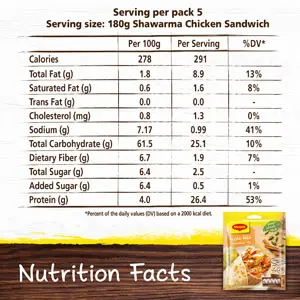 Serving per pack 5
Serving size: 180g Shawarma Chicken Sandwich
Per 100g Per Serving %DV*
Calories 278 291
Total Fat (g) 1.8 8.9 13%
Saturated Fat (g) 0.6 1.6 8%
Trans Fat (g) 0.0 0.0 -
Cholesterol (mg) 0.8 1.3 0%
Sodium (g) 7.17 0.99 41%
Total Carbohydrate (g) 61.5 25.1 10%
Dietary Fiber (g) 6.7 1.9 7%
Total Sugar (g) 6.4 2.5 -
Added Sugar (g) 6.4 0.5 1%
Protein (g) 4.0 26.4 53%
*Percent of the daily values (DV) based on a 2000 kcal diet.
Maggi
Nutrition Facts